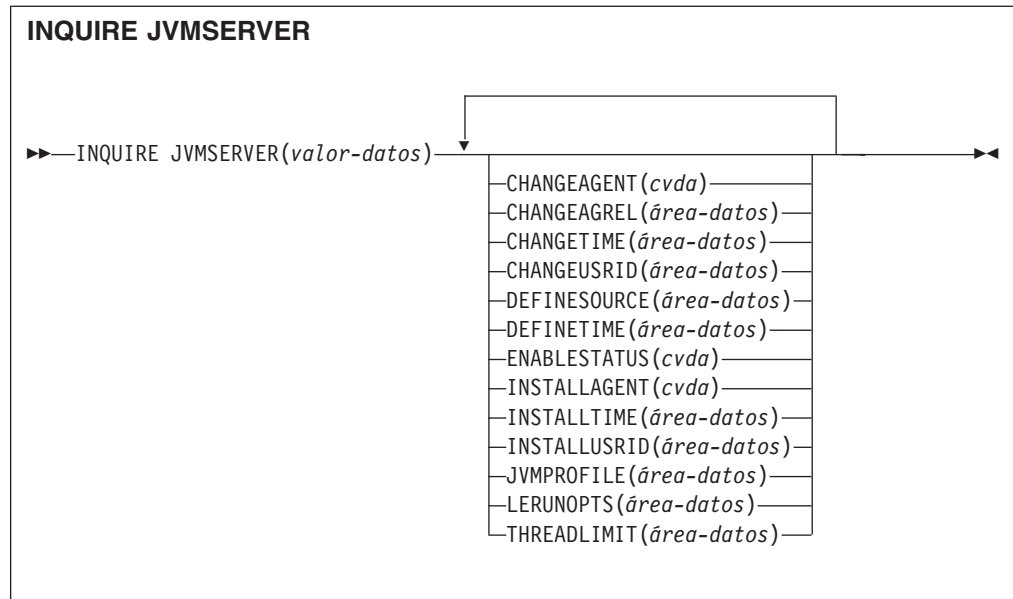 INQUIRE JVMSERVER
INQUIRE JVMSERVER(valor-datos)
CHANGEAGENT(cvda)
CHANGEAGREL(área-datos)
CHANGETIME(área-datos)
CHANGEUSRID(área-datos)
DEFINESOURCE(área-datos)
DEFINETIME(área-datos)
ENABLESTATUS(cvda)
INSTALLAGENT(cvda)
INSTALLTIME(área-datos)
INSTALLUSRID(área-datos)
JVMPROFILE(área-datos)
LERUNOPTS(área-datos)
THREADLIMIT(área-datos)